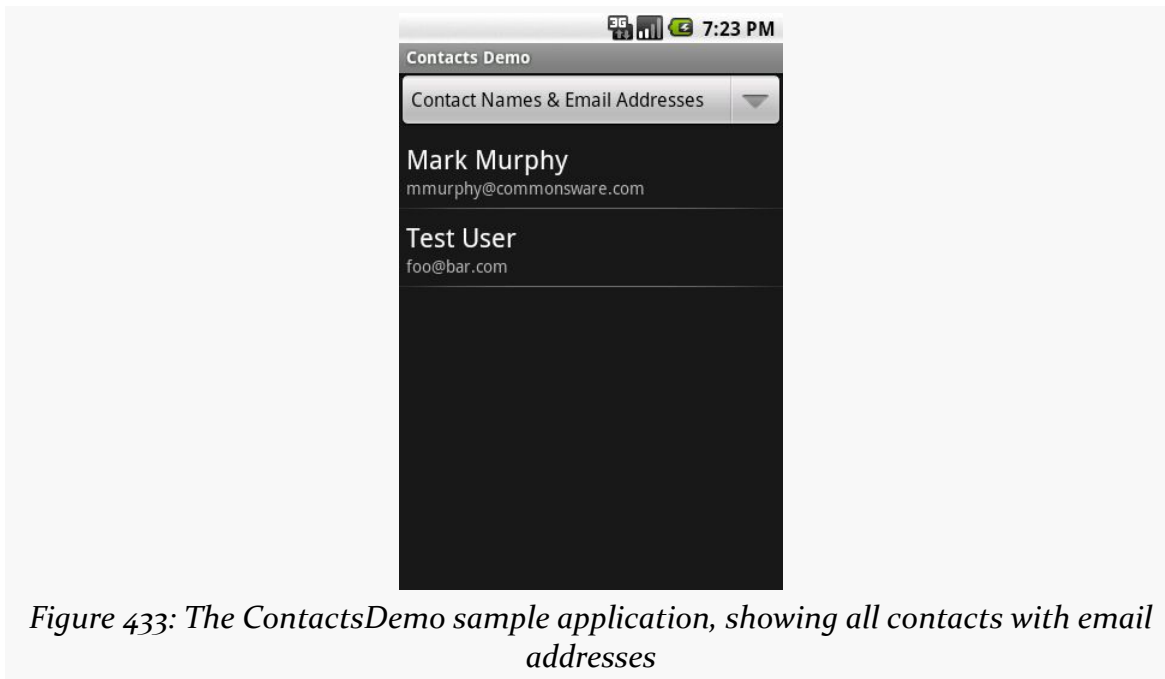 3G 7:23 PM
Contacts Demo
Contact Names & Email Addresses
Mark Murphy
mmurphy@commonsware.com
Test User
foo@bar.com
Figure 433: The ContactsDemo sample application, showing all contacts with email
addresses